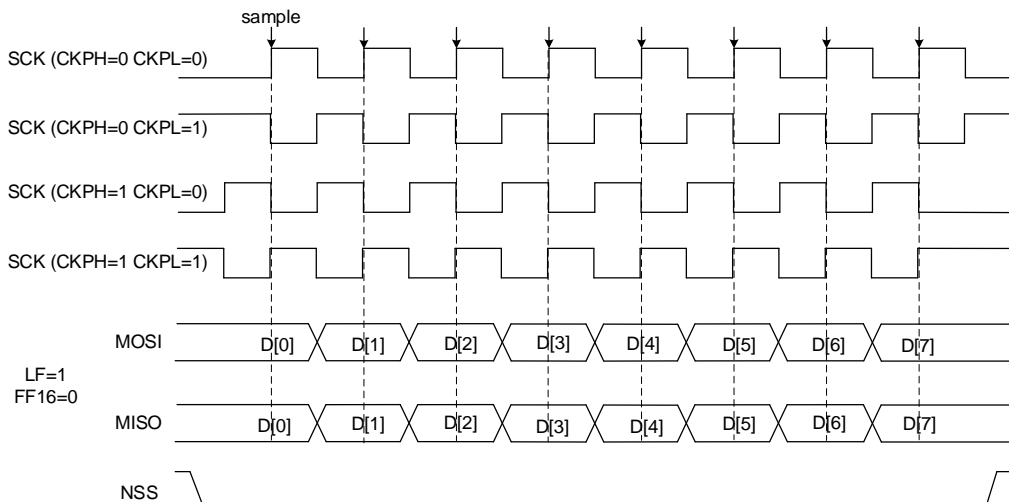 sample
SCK (CKPH=0 CKPL=0)
SCK (CKPH=0 CKPL=1)
SCK (CKPH=1 CKPL=0)
SCK (CKPH=1 CKPL=1)
MOSI D[0] D[1] D[2] D[3] D[4] D[5] D[6] D[7]
LF=1
FF16=0
MISO D[0] D[1] D[2] D[3] D[4] D[5] D[6] D[7]
NSS